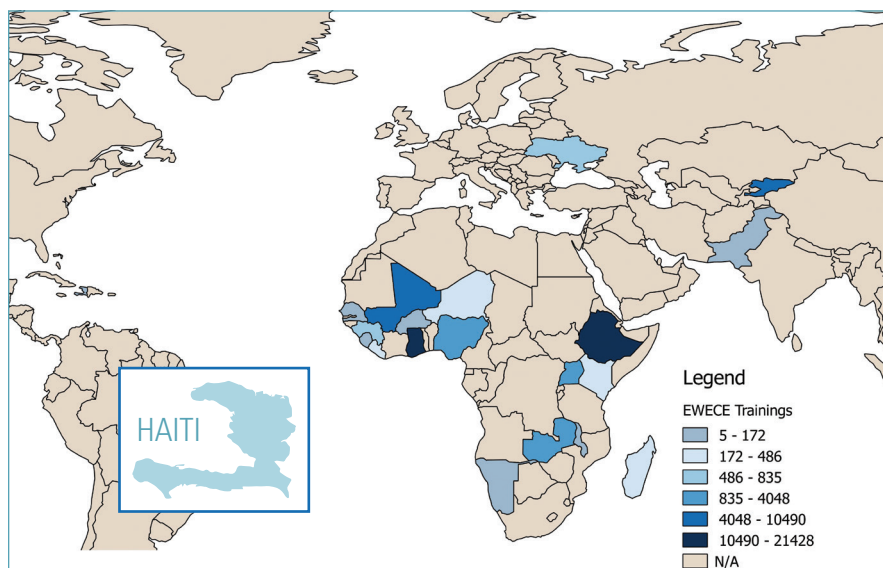 HAITI
Legend
EWECE Trainings
5 - 172
172 - 486
486 - 835
835 - 4048
4048 - 10490
10490 - 21428
N/A